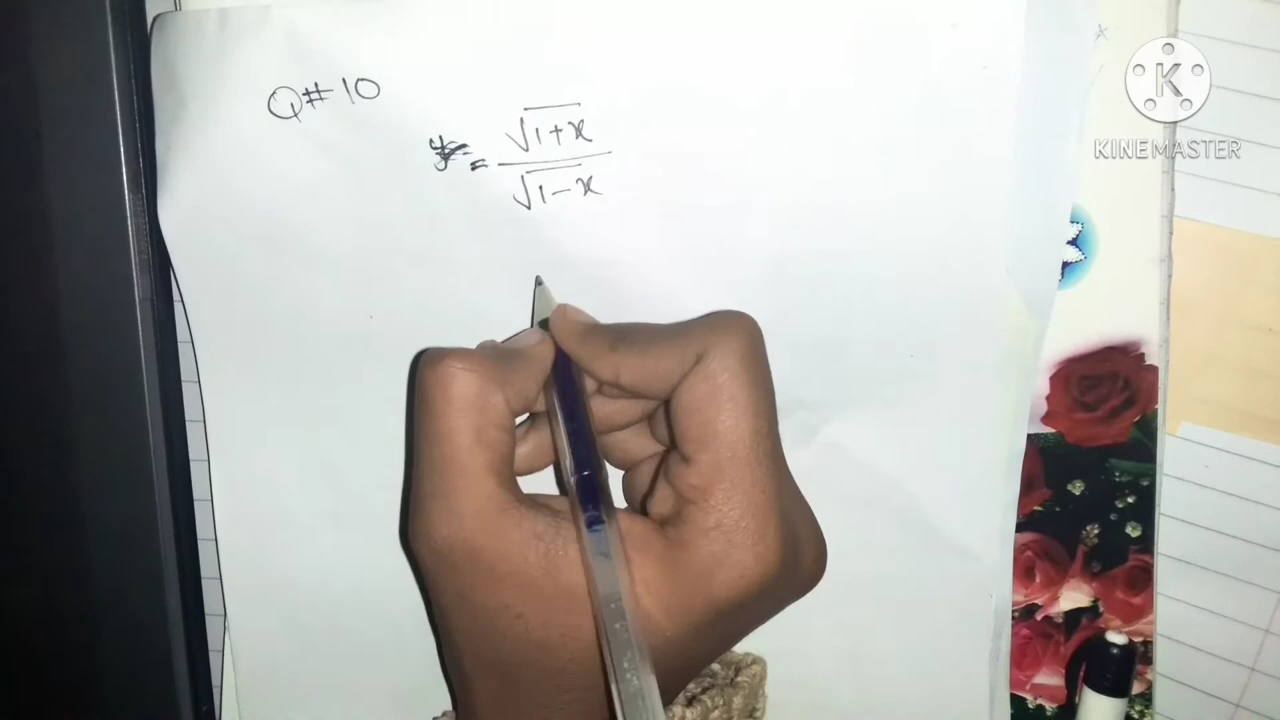 Q#10
= √1+x / √1-x
K
KINEMASTER